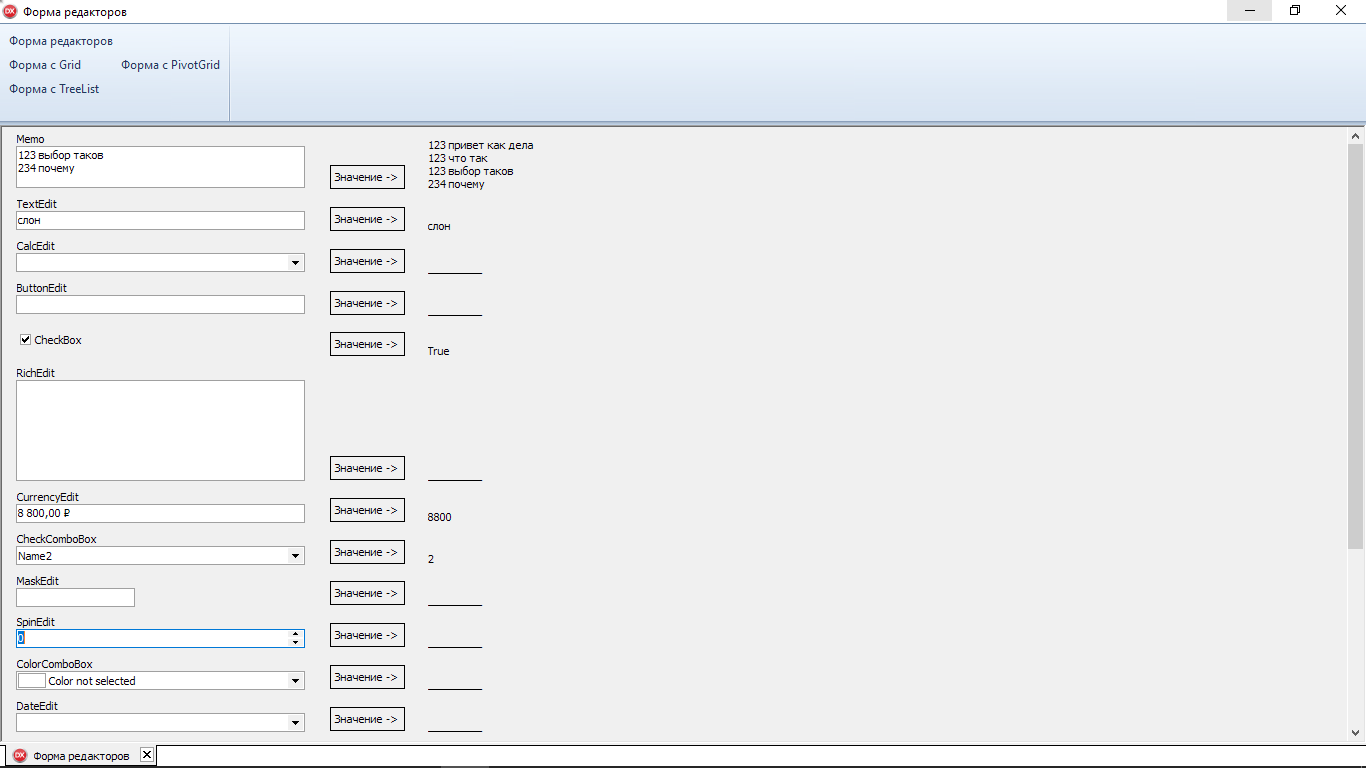 DX Форма редакторов
Форма редакторов
Форма с Grid Форма с PivotGrid
Форма с TreeList
Memo
123 выбор таков
234 почему
Значение ->
123 привет как дела
123 что так
123 выбор таков
234 почему
TextEdit
слон
Значение ->
слон
CalcEdit
Значение ->
ButtonEdit
Значение ->
CheckBox
Значение ->
True
RichEdit
Значение ->
CurrencyEdit
8 800,00 ₽
Значение ->
8800
CheckComboBox
Name2
Значение ->
2
MaskEdit
Значение ->
SpinEdit
0
Значение ->
ColorComboBox
Color not selected
Значение ->
DateEdit
Значение ->
DX Форма редакторов